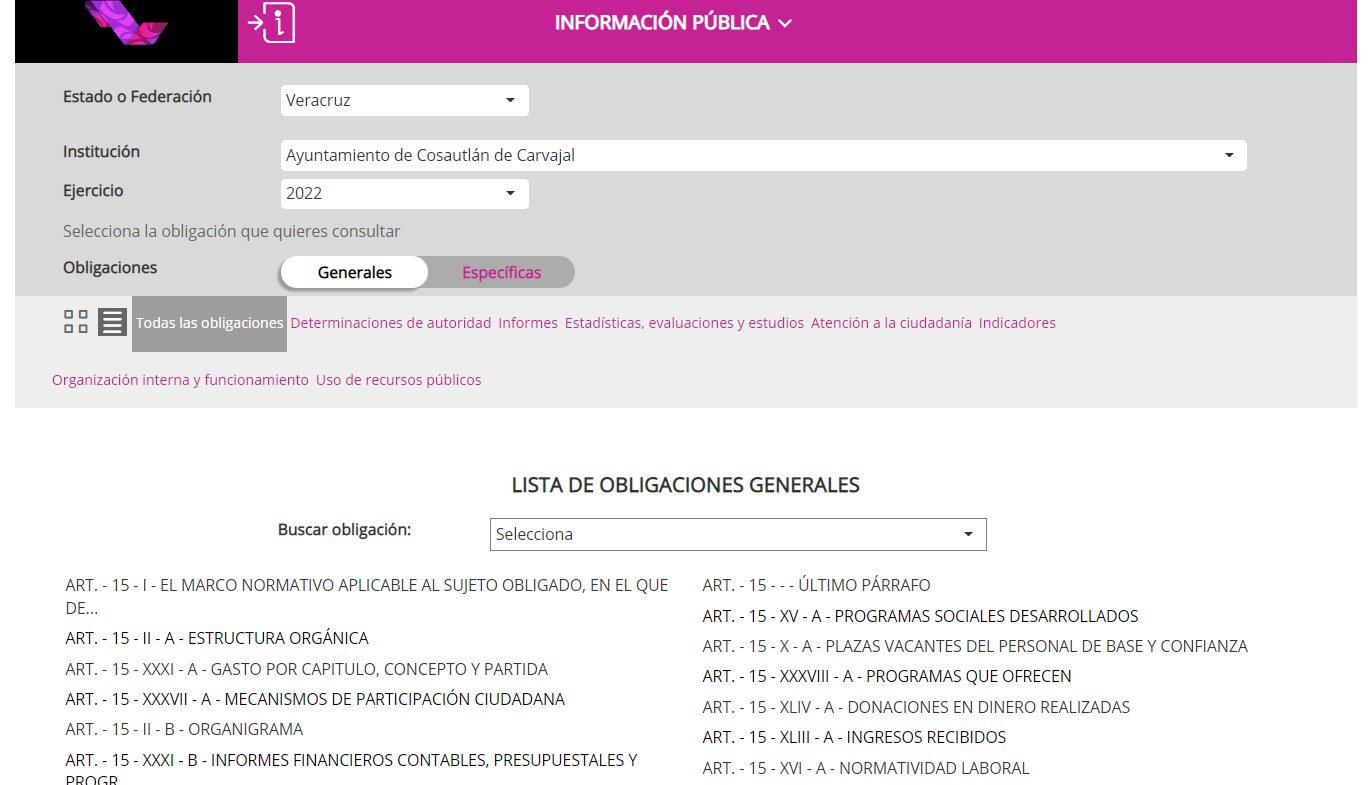 INFORMACIÓN PÚBLICA
Estado o Federación
Veracruz
Institución
Ayuntamiento de Cosautlán de Carvajal
Ejercicio
2022
Selecciona la obligación que quieres consultar
Obligaciones
Generales
Específicas
Todas las obligaciones Determinaciones de autoridad Informes Estadísticas, evaluaciones y estudios Atención a la ciudadanía Indicadores
Organización interna y funcionamiento Uso de recursos públicos
LISTA DE OBLIGACIONES GENERALES
Buscar obligación:
Selecciona
ART. - 15 - I - EL MARCO NORMATIVO APLICABLE AL SUJETO OBLIGADO, EN EL QUE
DE...
ART. - 15 - II - A - ESTRUCTURA ORGÁNICA
ART. - 15 - XXXI - A - GASTO POR CAPITULO, CONCEPTO Y PARTIDA
ART. - 15 - XXXVII - A - MECANISMOS DE PARTICIPACIÓN CIUDADANA
ART. - 15 - II - B - ORGANIGRAMA
ART. - 15 - XXXI - B - INFORMES FINANCIEROS CONTABLES, PRESUPUESTALES Y
PROGR
ART. - 15 - - - ÚLTIMO PÁRRAFO
ART. - 15 - XV - A - PROGRAMAS SOCIALES DESARROLLADOS
ART. - 15 - X - A - PLAZAS VACANTES DEL PERSONAL DE BASE Y CONFIANZA
ART. - 15 - XXXVIII - A - PROGRAMAS QUE OFRECEN
ART. - 15 - XLIV - A - DONACIONES EN DINERO REALIZADAS
ART. - 15 - XLIII - A - INGRESOS RECIBIDOS
ART. - 15 - XVI - A - NORMATIVIDAD LABORAL